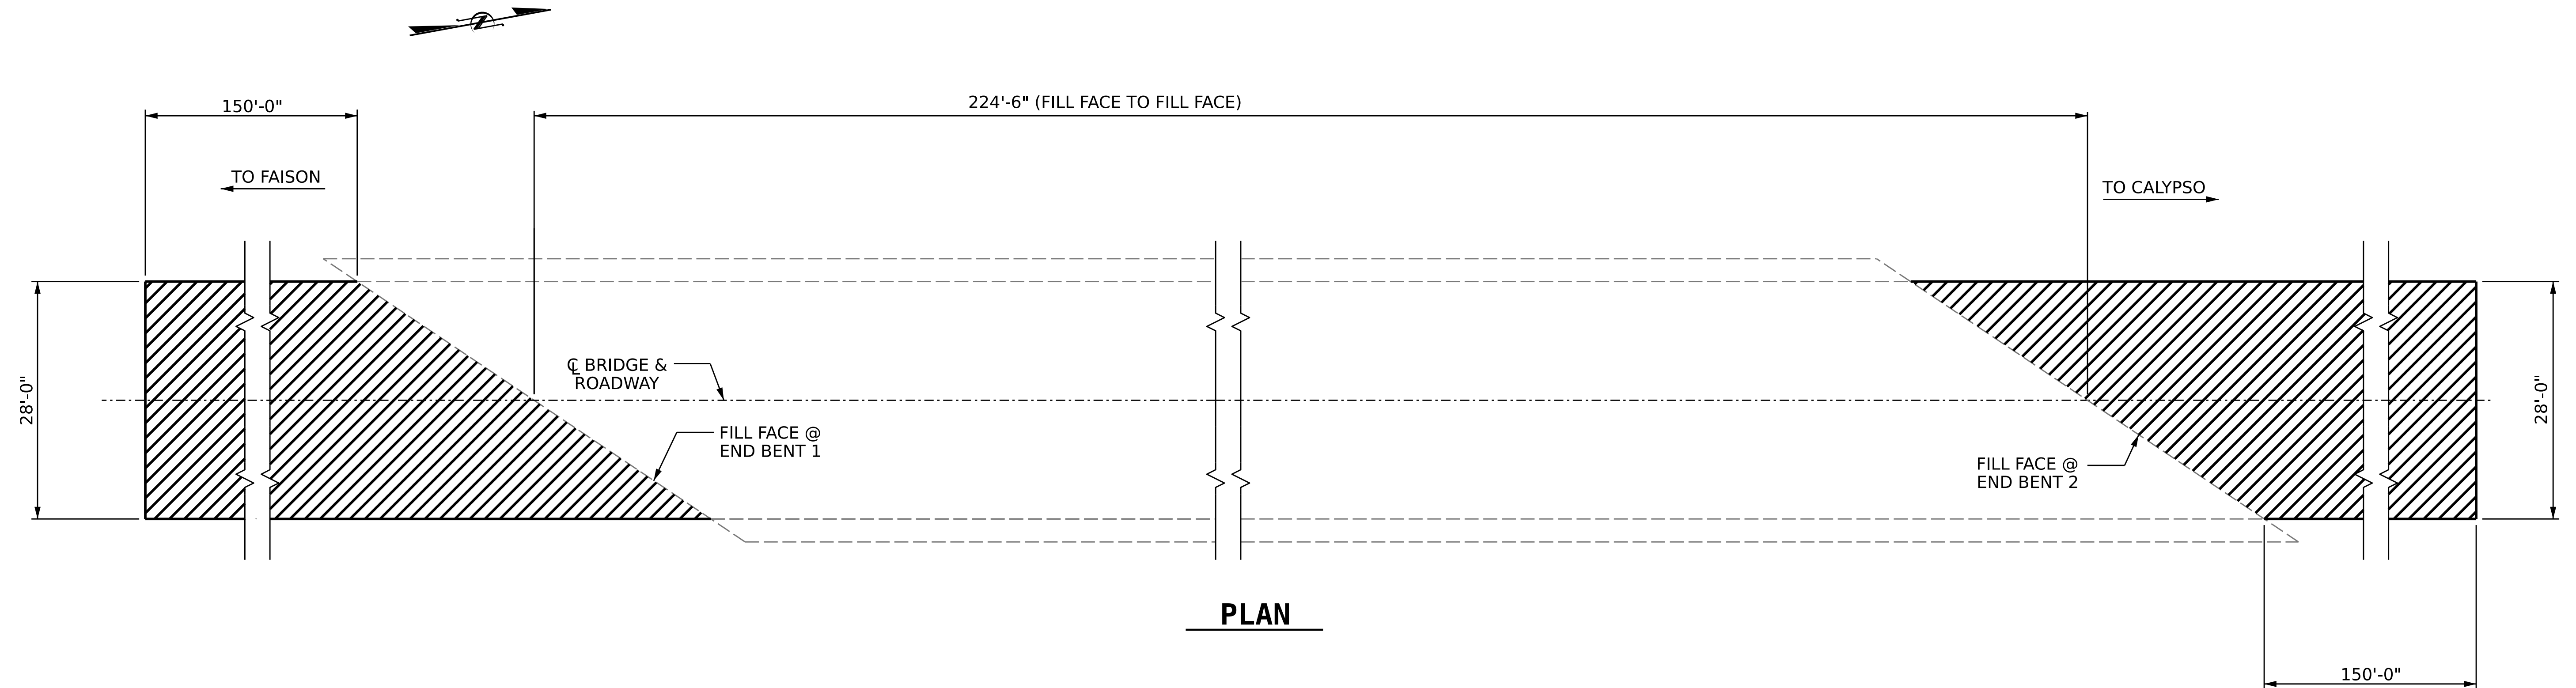 Z
150'-0"
224'-6" (FILL FACE TO FILL FACE)
TO FAISON
TO CALYPSO
28'-0"
℄ BRIDGE &
ROADWAY
FILL FACE @
END BENT 1
FILL FACE @
END BENT 2
28'-0"
PLAN
150'-0"